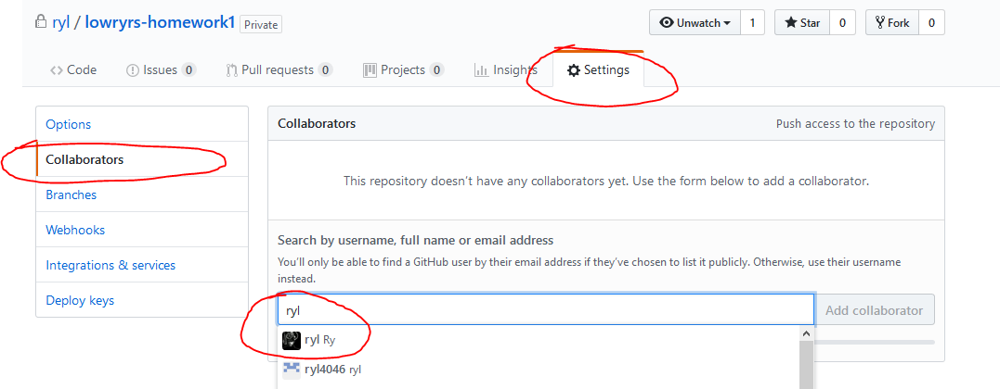 ryl / lowryrs-homework1 Private
Unwatch 1 Star 0 Fork 0
Code Issues 0 Pull requests 0 Projects 0 Insights Settings
Options
Collaborators
Branches
Webhooks
Integrations & services
Deploy keys
Collaborators Push access to the repository
This repository doesn't have any collaborators yet. Use the form below to add a collaborator.
Search by username, full name or email address
You'll only be able to find a GitHub user by their email address if they've chosen to list it publicly. Otherwise, use their username
instead.
ryl Add collaborator
ryl Ry
ryl4046 ryl